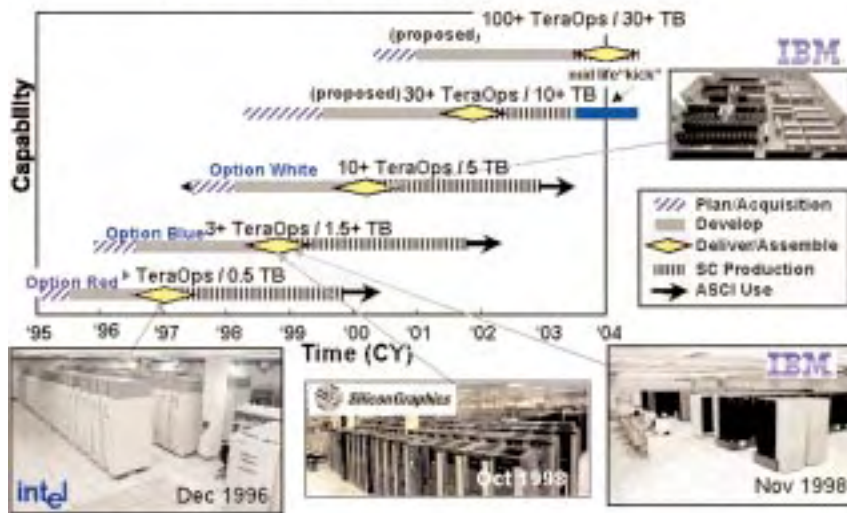 100+ TeraOps / 30+ TB
(proposed)
IBM
mid life "kick"
(proposed) 30+ TeraOps / 10+ TB
Capability
Option White
10+ TeraOps / 5 TB
Plan/Acquisition
Develop
Deliver/Assemble
SC Production
ASCI Use
Option Blue
3+ TeraOps / 1.5+ TB
Option Red
TeraOps / 0.5 TB
'95 '96 '97 '98 '99 '00 '01 '02 '03 '04
Time (CY)
IBM
SiliconGraphics
Oct 1998
intel
Dec 1996
Nov 1998